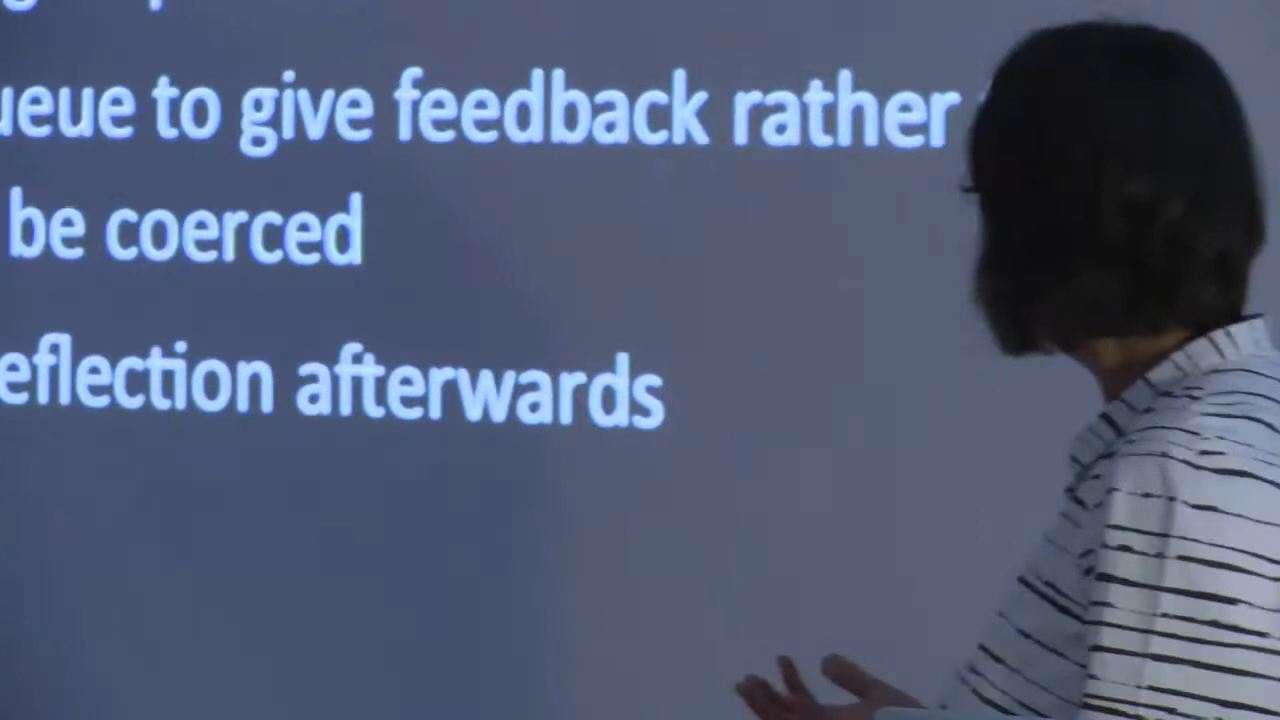 ueue to give feedback rather
be coerced
eflection afterwards